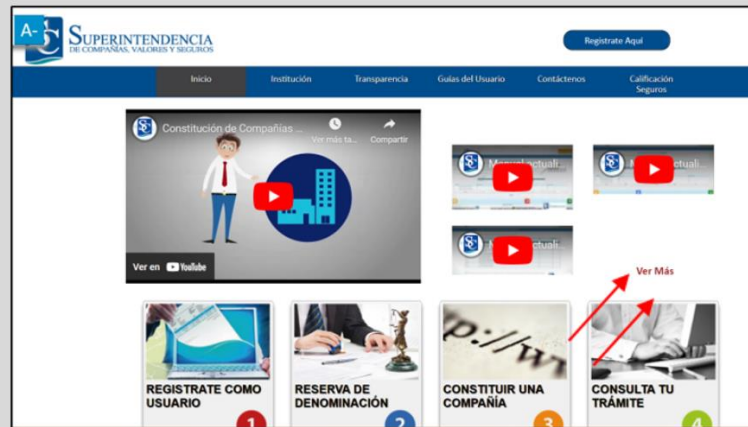 A-
SUPERINTENDENCIA
DE COMPAÑÍAS, VALORES Y SEGUROS
Registrate Aquí
Inicio
Institución
Transparencia
Guías del Usuario
Contáctenos
Calificación
Seguros
Constitución de Compañías ...
Ver más ta...
Compartir
Ver en YouTube
Ver Más
REGISTRATE COMO
USUARIO
1
RESERVA DE
DENOMINACIÓN
2
CONSTITUIR UNA
COMPAÑÍA
3
CONSULTA TU
TRÁMITE
4